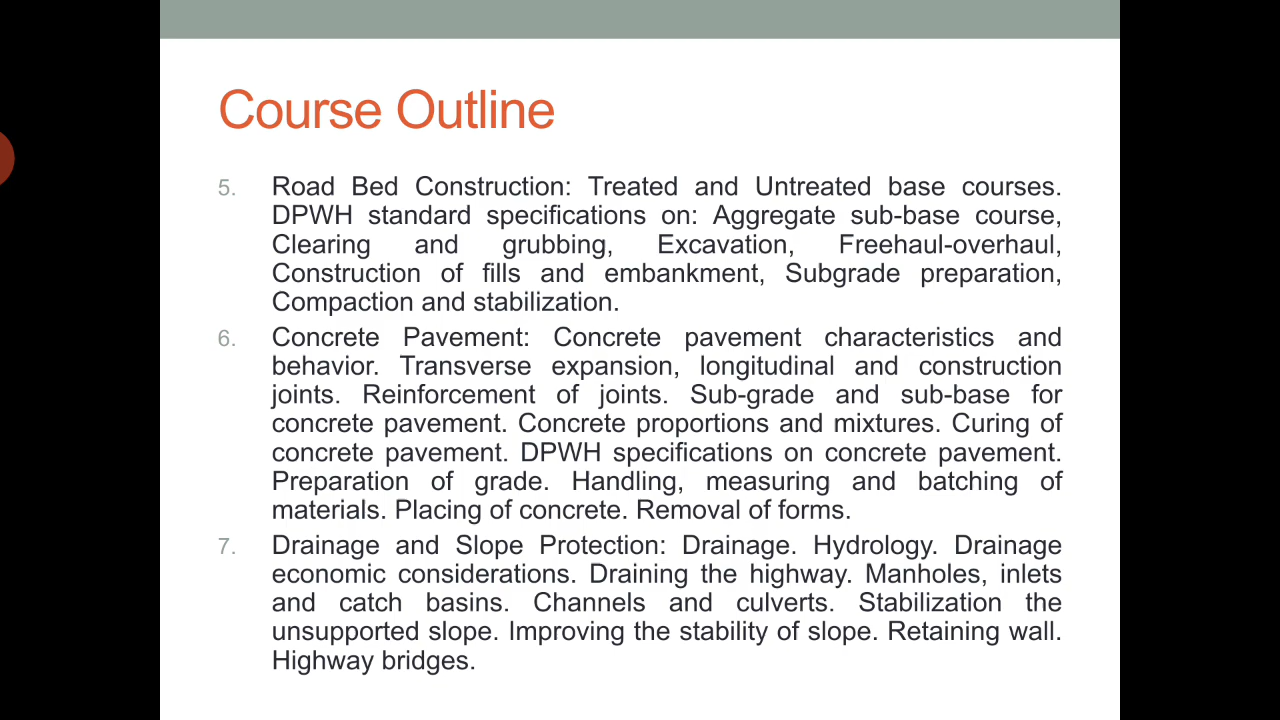 Course Outline
5. Road Bed Construction: Treated and Untreated base courses.
DPWH standard specifications on: Aggregate sub-base course,
Clearing and grubbing, Excavation, Freehaul-overhaul,
Construction of fills and embankment, Subgrade preparation,
Compaction and stabilization.
6. Concrete Pavement: Concrete pavement characteristics and
behavior. Transverse expansion, longitudinal and construction
joints. Reinforcement of joints. Sub-grade and sub-base for
concrete pavement. Concrete proportions and mixtures. Curing of
concrete pavement. DPWH specifications on concrete pavement.
Preparation of grade. Handling, measuring and batching of
materials. Placing of concrete. Removal of forms.
7. Drainage and Slope Protection: Drainage. Hydrology. Drainage
economic considerations. Draining the highway. Manholes, inlets
and catch basins. Channels and culverts. Stabilization the
unsupported slope. Improving the stability of slope. Retaining wall.
Highway bridges.